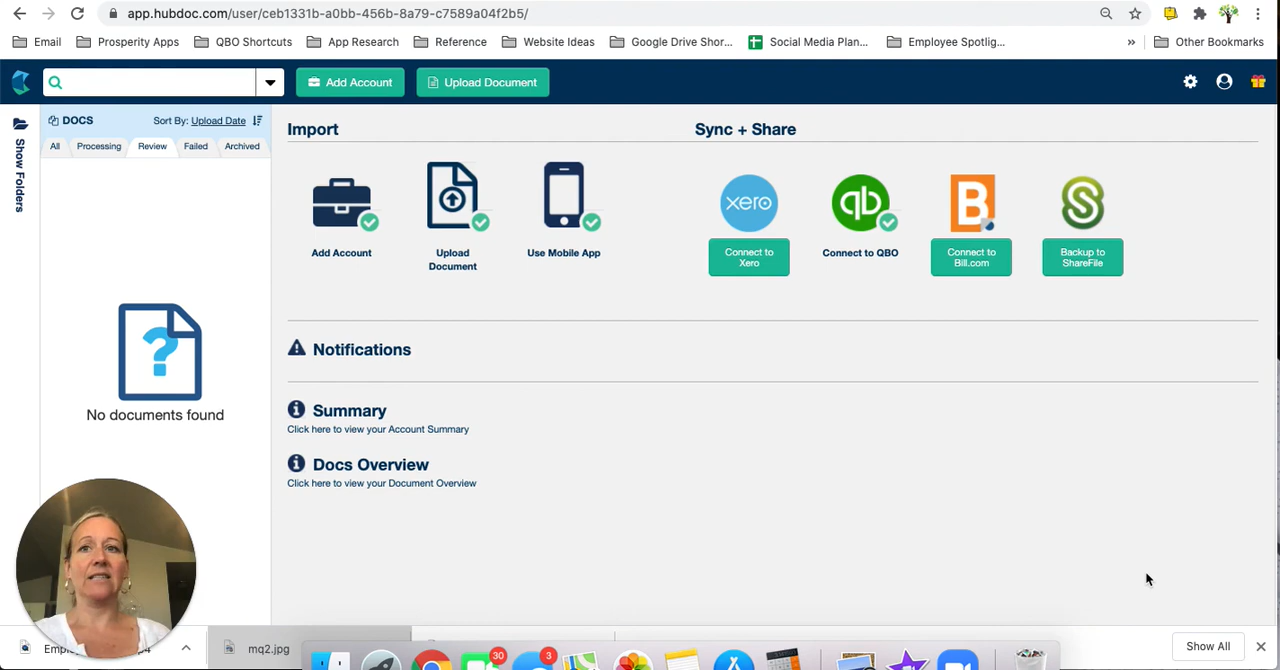 app.hubdoc.com/user/ceb1331b-a0bb-456b-8a79-c7589a04f2b5/
Email Prosperity Apps QBO Shortcuts App Research Reference Website Ideas Google Drive Shor... Social Media Plan... Employee Spotlig... » Other Bookmarks
Add Account Upload Document
DOCS Sort By: Upload Date
All Processing Review Failed Archived
Show Folders
No documents found
Import
Add Account
Upload
Document
Use Mobile App
Sync + Share
xero
Connect to
Xero
qb
Connect to QBO
B
Connect to
Bill.com
S
Backup to
ShareFile
Notifications
Summary
Click here to view your Account Summary
Docs Overview
Click here to view your Document Overview
mq2.jpg
Show All
30
3